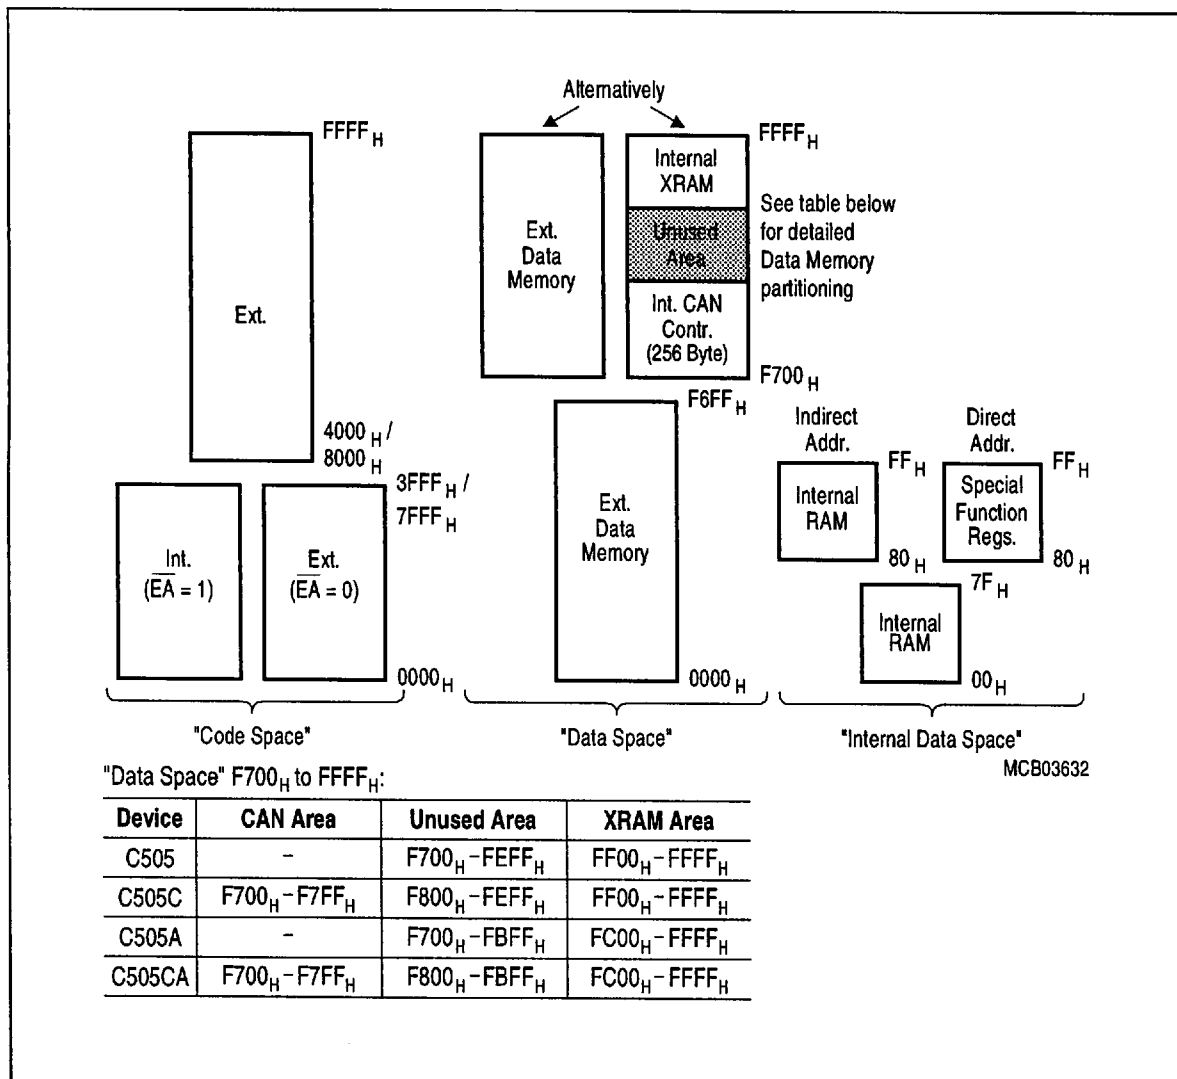 Alternatively
FFFF H
Ext.
4000 H /
8000 H
3FFF H /
7FFF H
Int.
(EA = 1)
Ext.
(EA = 0)
0000 H
"Code Space"
Ext.
Data
Memory
Internal
XRAM
Unused
Area
Int. CAN
Contr.
(256 Byte)
FFFF H
See table below
for detailed
Data Memory
partitioning
F700 H
F6FF H
Ext.
Data
Memory
0000 H
"Data Space"
Indirect
Addr.
Direct
Addr.
FF H
FF H
Internal
RAM
Special
Function
Regs.
80 H
80 H
7F H
Internal
RAM
00 H
"Internal Data Space"
MCB03632
"Data Space" F700H to FFFFH:
Device CAN Area Unused Area XRAM Area
C505 – F700H–FEFFH FF00H–FFFFH
C505C F700H–F7FFH F800H–FEFFH FF00H–FFFFH
C505A – F700H–FBFFH FC00H–FFFFH
C505CA F700H–F7FFH F800H–FBFFH FC00H–FFFFH